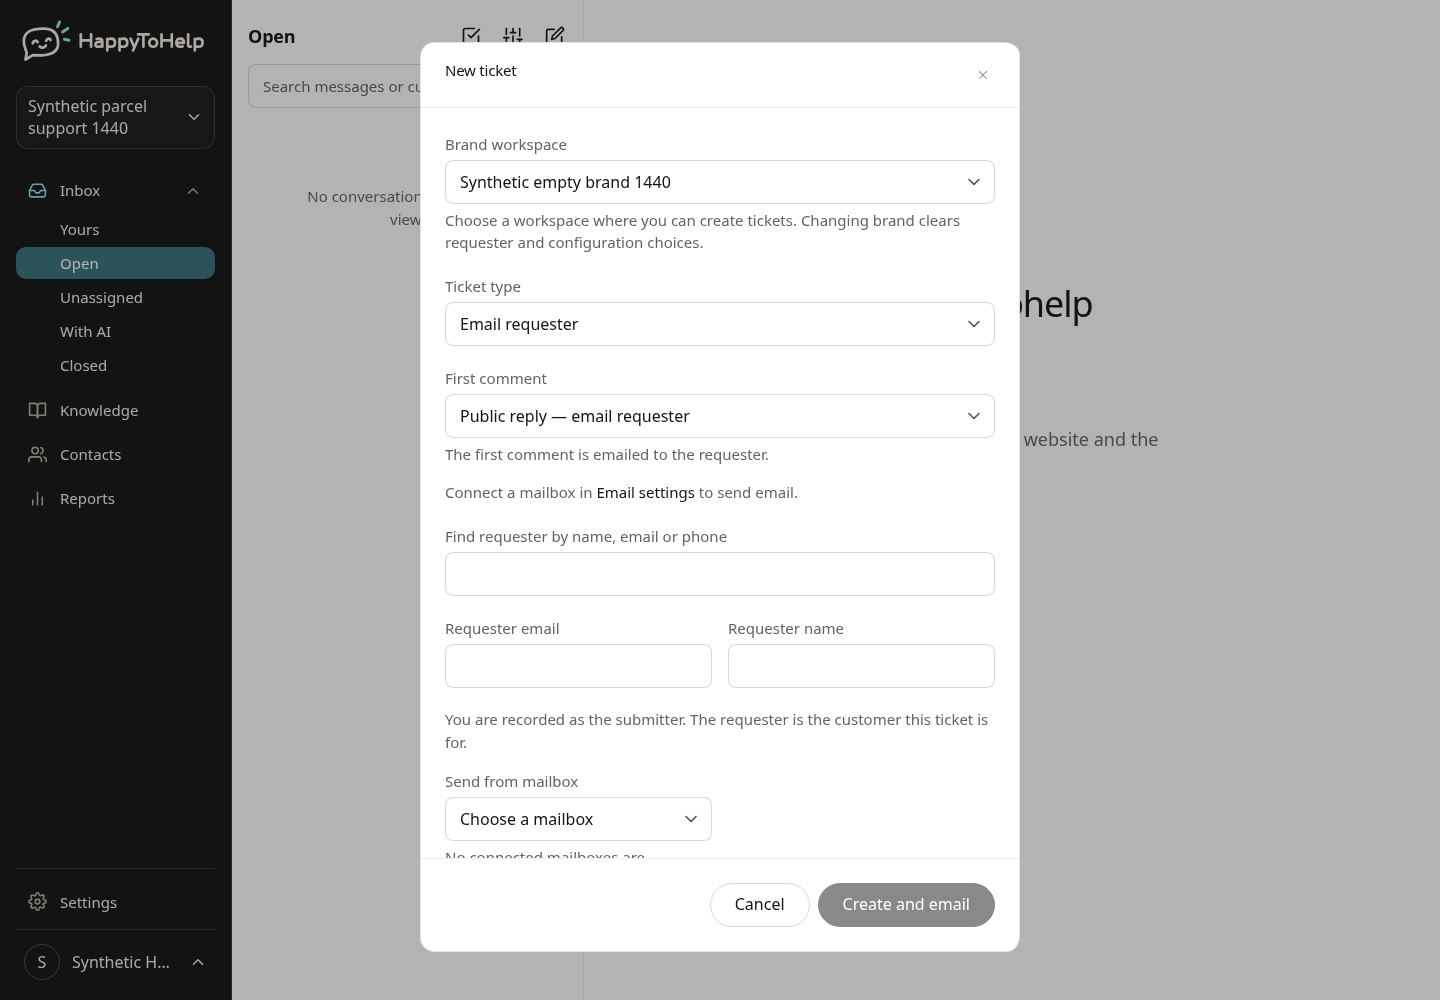 HappyToHelp
Synthetic parcel
support 1440
Inbox
Yours
Open
Unassigned
With AI
Closed
Knowledge
Contacts
Reports
Settings
S
Synthetic H...
Open
Search messages or cu
No conversation
view
ohelp
website and the
New ticket
Brand workspace
Synthetic empty brand 1440
Choose a workspace where you can create tickets. Changing brand clears
requester and configuration choices.
Ticket type
Email requester
First comment
Public reply — email requester
The first comment is emailed to the requester.
Connect a mailbox in Email settings to send email.
Find requester by name, email or phone
Requester email
Requester name
You are recorded as the submitter. The requester is the customer this ticket is
for.
Send from mailbox
Choose a mailbox
No connected mailboxes are
Cancel
Create and email